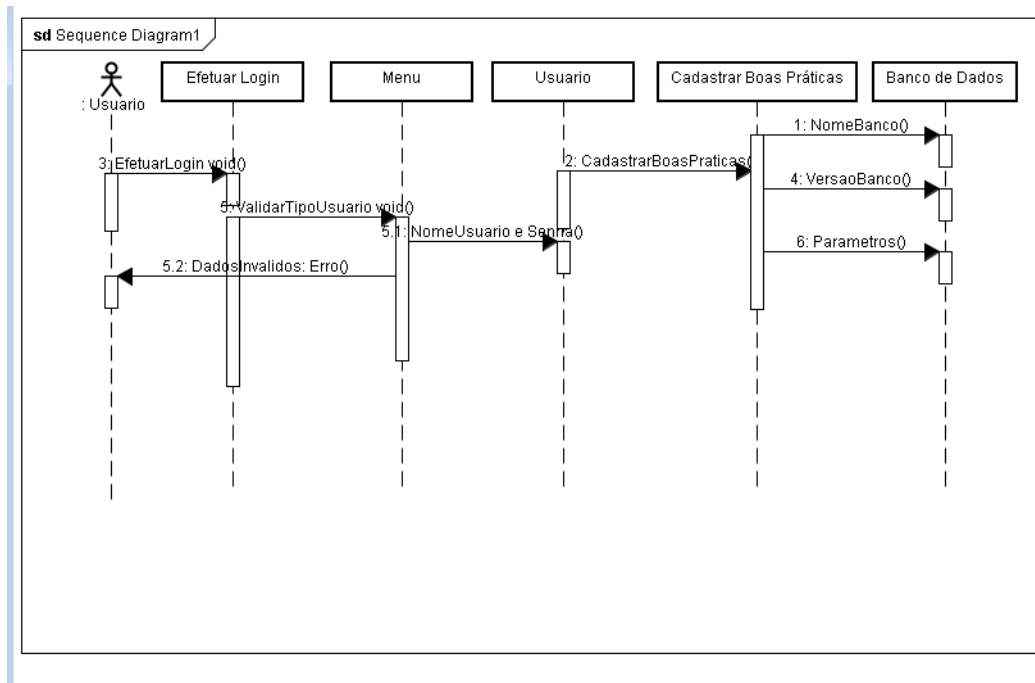 sd Sequence Diagram1
: Usuario
Efetuar Login
Menu
Usuario
Cadastrar Boas Práticas
Banco de Dados
1: NomeBanco()
3: EfetuarLogin void()
2: CadastrarBoasPraticas()
4: VersaoBanco()
5: ValidarTipoUsuario void()
5.1: NomeUsuario e Senha()
6: Parametros()
5.2: DadosInvalidos: Erro()